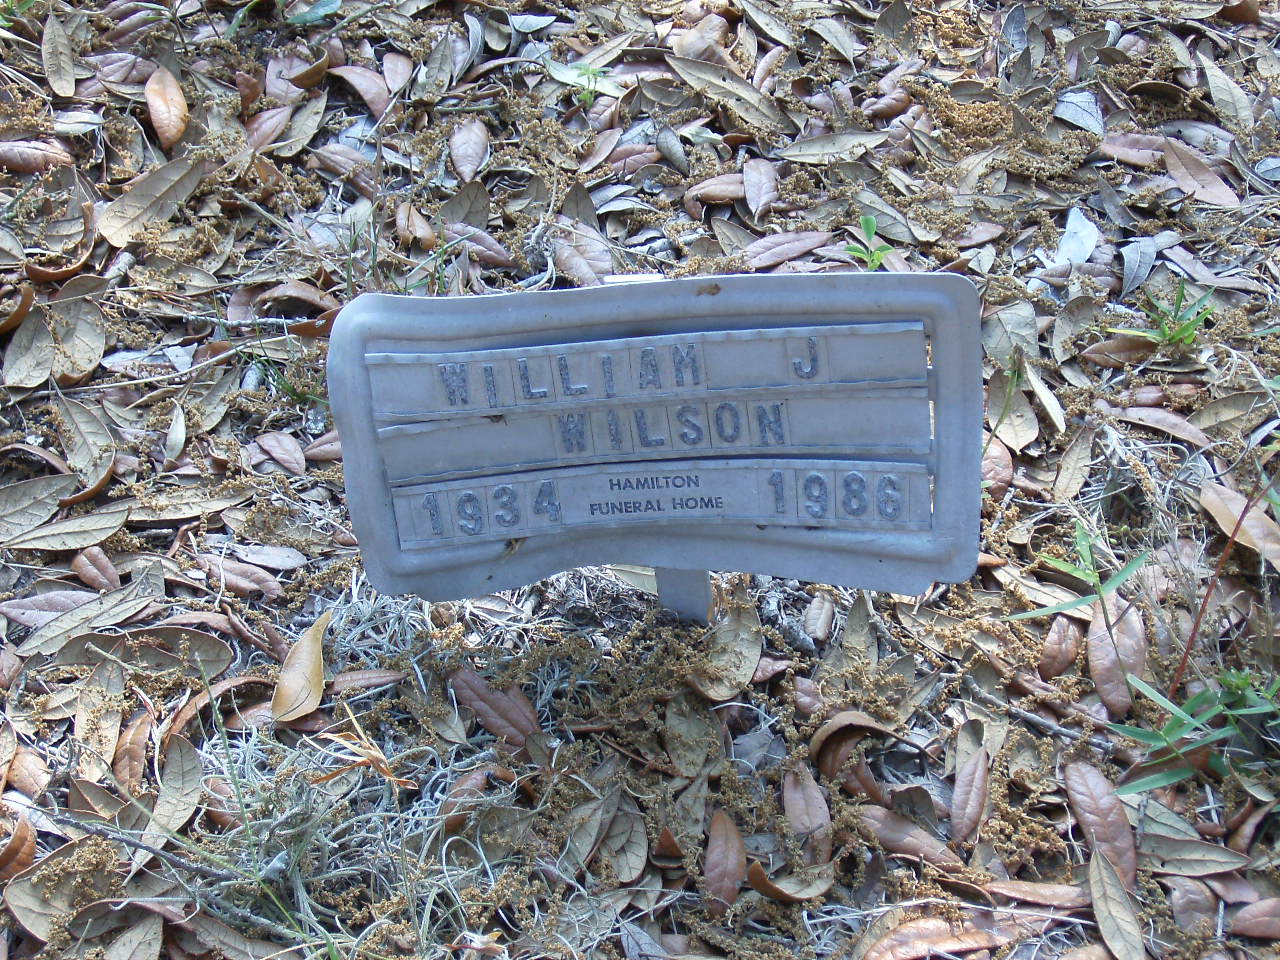 WILLIAM J
WILSON
1934 HAMILTON FUNERAL HOME 1986